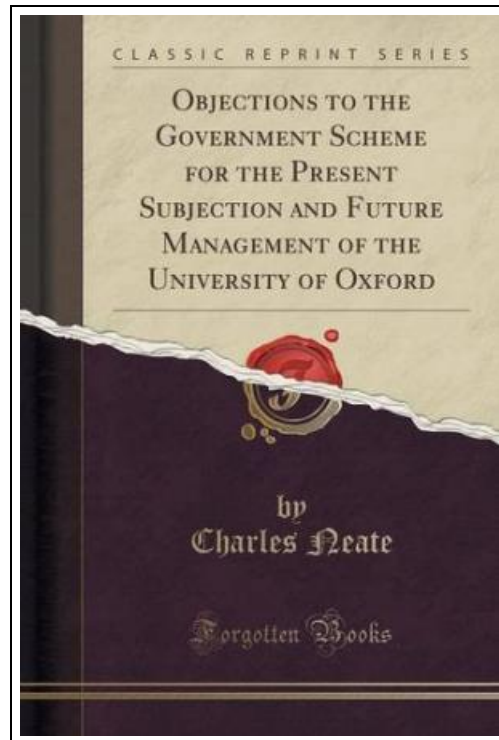 CLASSIC REPRINT SERIES
OBJECTIONS TO THE
GOVERNMENT SCHEME
FOR THE PRESENT
SUBJECTION AND FUTURE
MANAGEMENT OF THE
UNIVERSITY OF OXFORD
by
Charles Neate
Forgotten Books